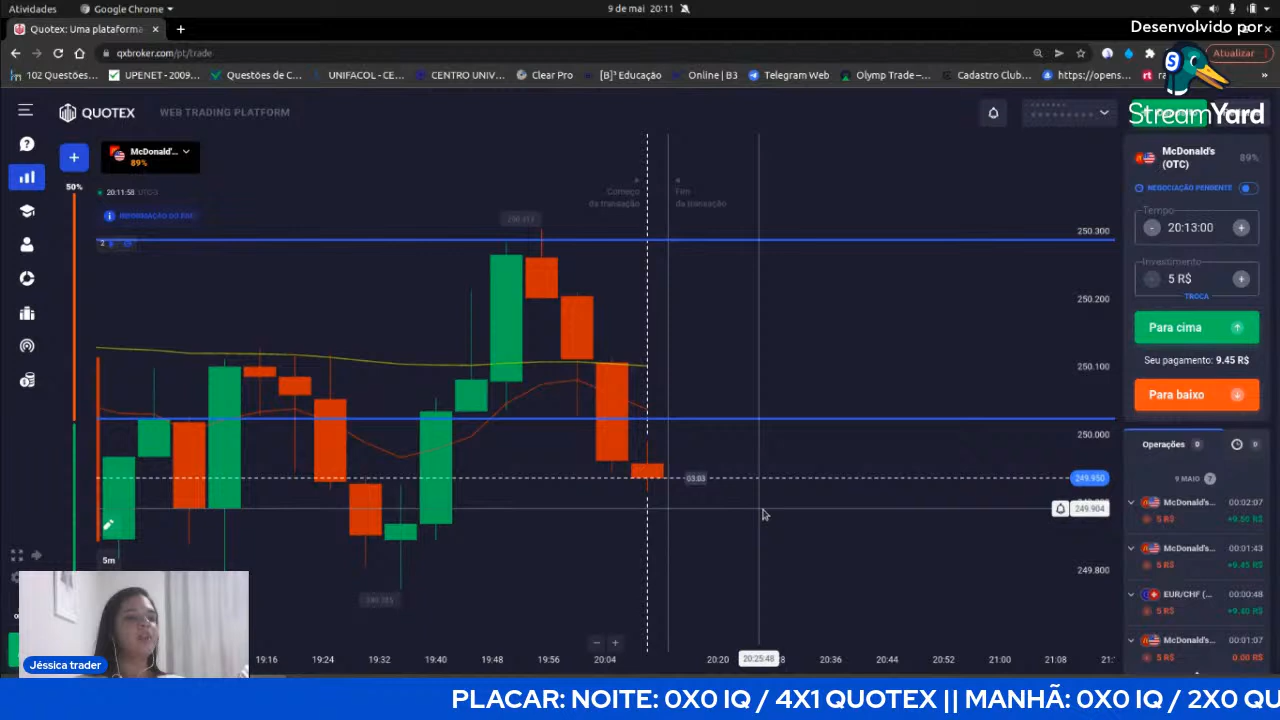 Atividades
Google Chrome
9 de mai 20:11
Quotex: Uma plataforma
Desenvolvido por
qxbroker.com/pt/trade
Atualizar
102 Questões...
UPENET - 2009...
Questões de C...
UNIFACOL - CE...
CENTRO UNIV...
Clear Pro
[B]³ Educação
Online | B3
Telegram Web
Olymp Trade –...
Cadastro Club...
https://opens...
StreamYard
QUOTEX
WEB TRADING PLATFORM
McDonald'...
89%
50%
20:11:58 UTC-3
INFORMAÇÃO DO PAR
2
Começo
da transação
Fim
da transação
250.300
250.200
250.100
250.000
249.950
249.904
249.800
03:03
5m
19:16
19:24
19:32
19:40
19:48
19:56
20:04
20:20
20:25:48
20:36
20:44
20:52
21:00
21:08
McDonald's
(OTC)
89%
NEGOCIAÇÃO PENDENTE
Tempo
- 20:13:00 +
Investimento
- 5 R$ +
TROCA
Para cima
Seu pagamento: 9.45 R$
Para baixo
Operações 0
0
9 MAIO ?
McDonald's... 00:02:07
5 R$ +9.50 R$
McDonald's... 00:01:43
5 R$ +9.45 R$
EUR/CHF (... 00:00:48
5 R$ +9.40 R$
McDonald's... 00:01:07
5 R$ 0.00 R$
Jéssica trader
PLACAR: NOITE: 0X0 IQ / 4X1 QUOTEX || MANHÃ: 0X0 IQ / 2X0 QU